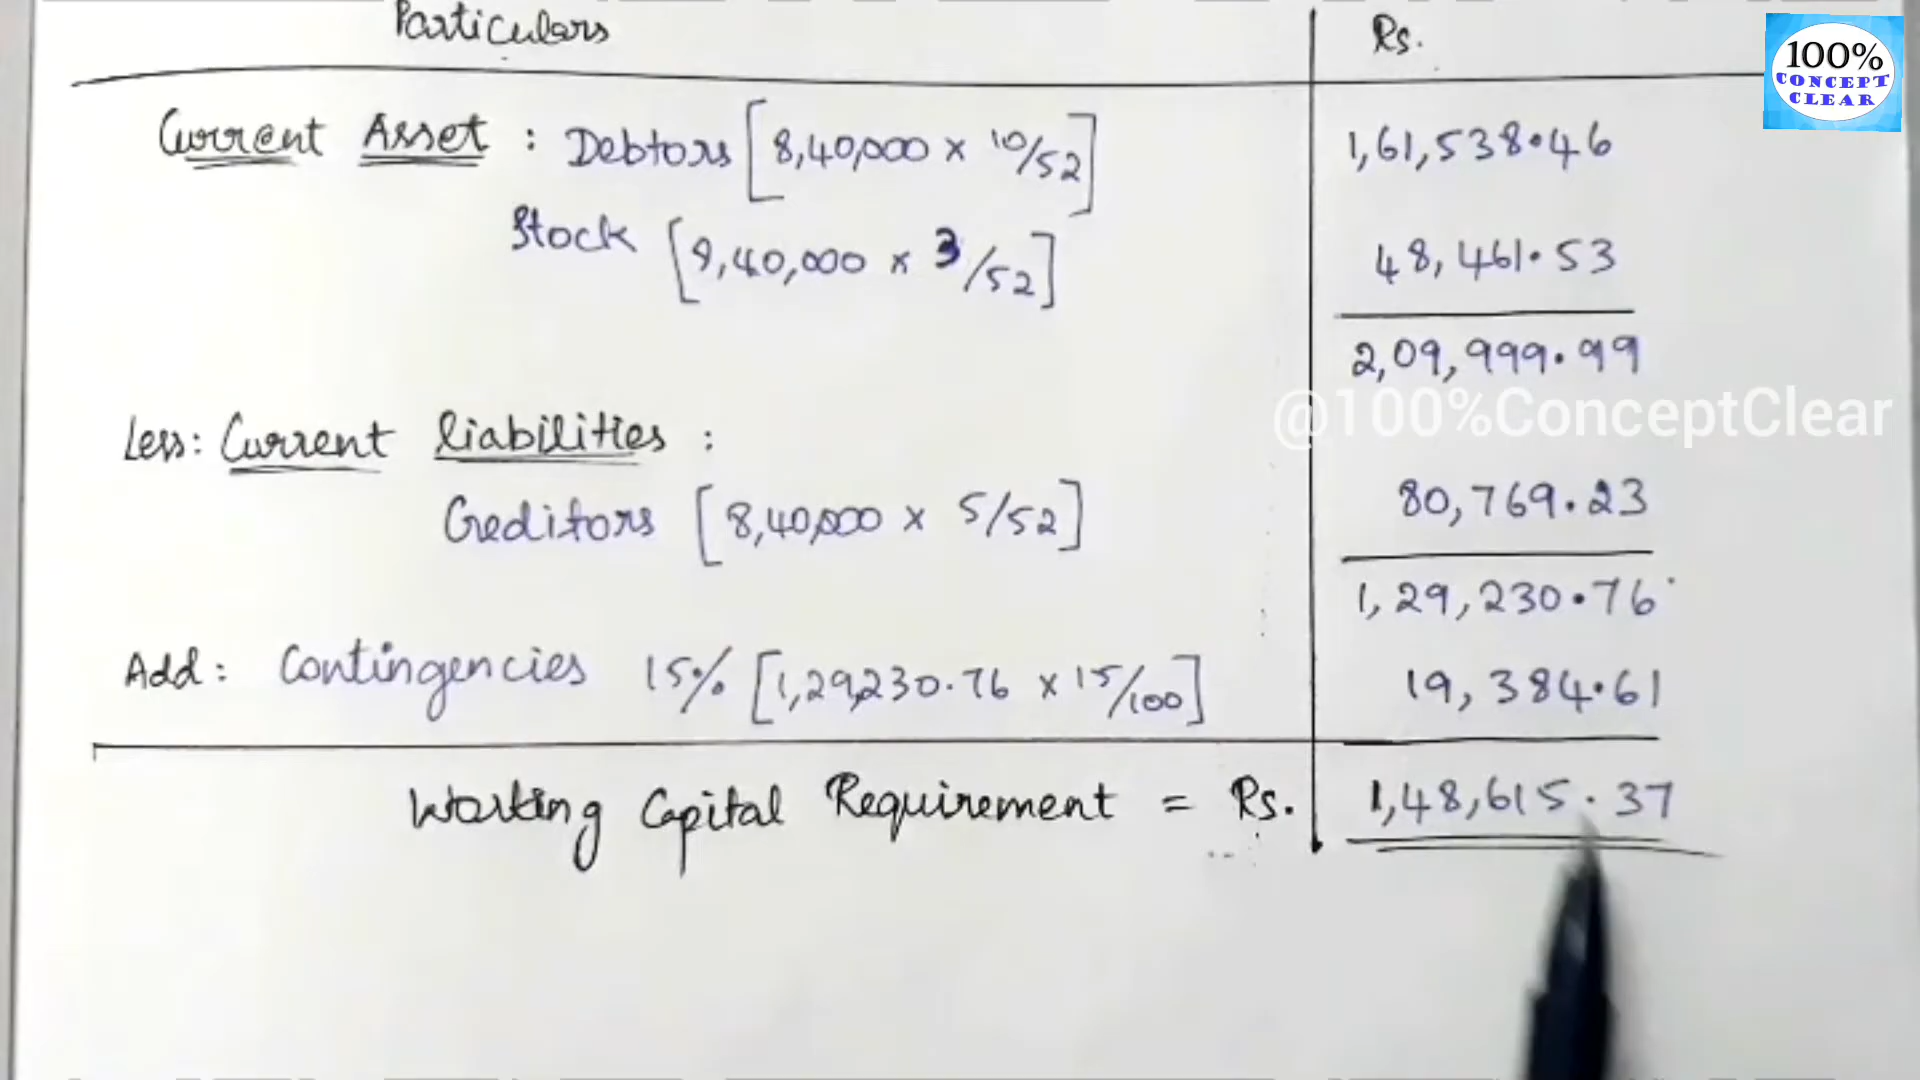 Particulars Rs.
100%
CONCEPT
CLEAR
Current Asset : Debtors [8,40,000 x 10/52] 1,61,538.46
Stock [8,40,000 x 3/52] 48,461.53
2,09,999.99
@100%ConceptClear
Less: Current liabilities :
Creditors [8,40,000 x 5/52] 80,769.23
1,29,230.76
Add: Contingencies 15% [1,29,230.76 x 15/100] 19,384.61
Working Capital Requirement = Rs. 1,48,615.37